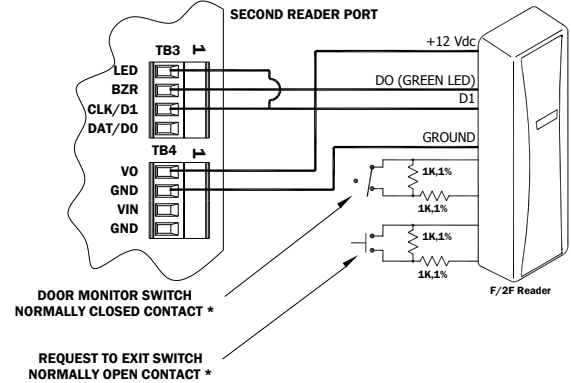 SECOND READER PORT
TB3
1
LED
BZR
CLK/D1
DAT/D0
TB4
1
VO
GND
VIN
GND
+12 Vdc
DO (GREEN LED)
D1
GROUND
1K,1%
1K,1%
1K,1%
1K,1%
F/2F Reader
DOOR MONITOR SWITCH
NORMALLY CLOSED CONTACT *
REQUEST TO EXIT SWITCH
NORMALLY OPEN CONTACT *